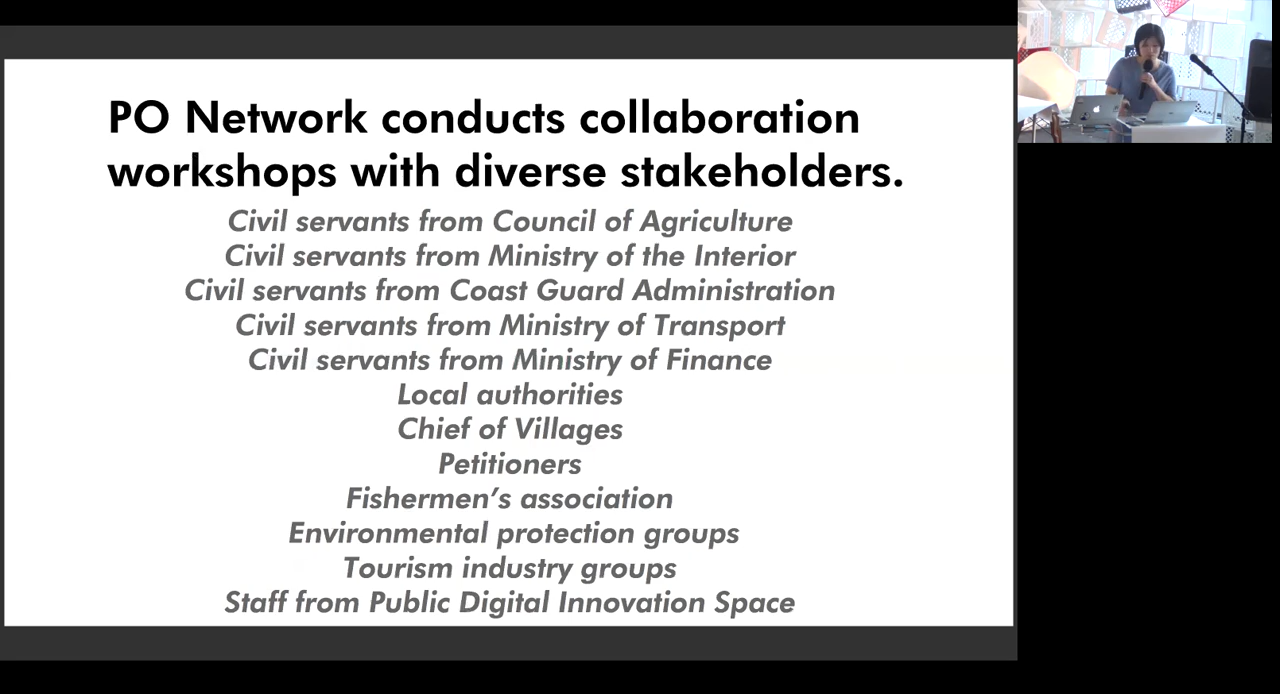 PO Network conducts collaboration
workshops with diverse stakeholders.
Civil servants from Council of Agriculture
Civil servants from Ministry of the Interior
Civil servants from Coast Guard Administration
Civil servants from Ministry of Transport
Civil servants from Ministry of Finance
Local authorities
Chief of Villages
Petitioners
Fishermen’s association
Environmental protection groups
Tourism industry groups
Staff from Public Digital Innovation Space